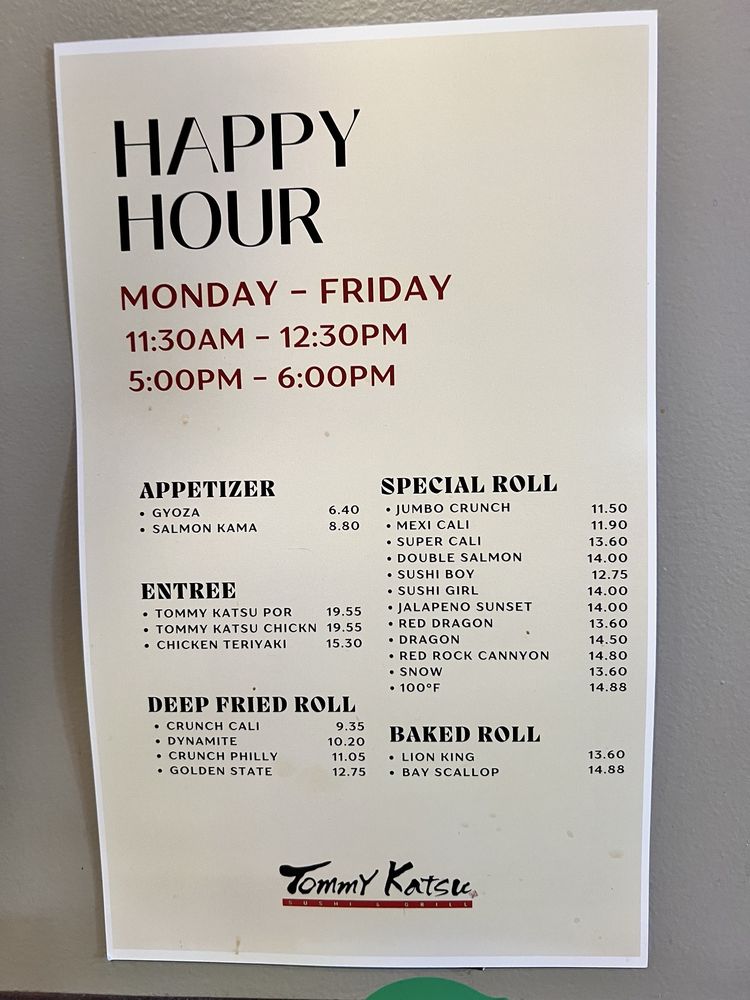 HAPPY
HOUR
MONDAY – FRIDAY
11:30AM – 12:30PM
5:00PM – 6:00PM
APPETIZER
• GYOZA 6.40
• SALMON KAMA 8.80
ENTREE
• TOMMY KATSU POR 19.55
• TOMMY KATSU CHICKN 19.55
• CHICKEN TERIYAKI 15.30
DEEP FRIED ROLL
• CRUNCH CALI 9.35
• DYNAMITE 10.20
• CRUNCH PHILLY 11.05
• GOLDEN STATE 12.75
SPECIAL ROLL
• JUMBO CRUNCH 11.50
• MEXI CALI 11.90
• SUPER CALI 13.60
• DOUBLE SALMON 14.00
• SUSHI BOY 12.75
• SUSHI GIRL 14.00
• JALAPENO SUNSET 14.00
• RED DRAGON 13.60
• DRAGON 14.50
• RED ROCK CANNYON 14.80
• SNOW 13.60
• 100°F 14.88
BAKED ROLL
• LION KING 13.60
• BAY SCALLOP 14.88
Tommy Katsu
SUSHI & GRILL